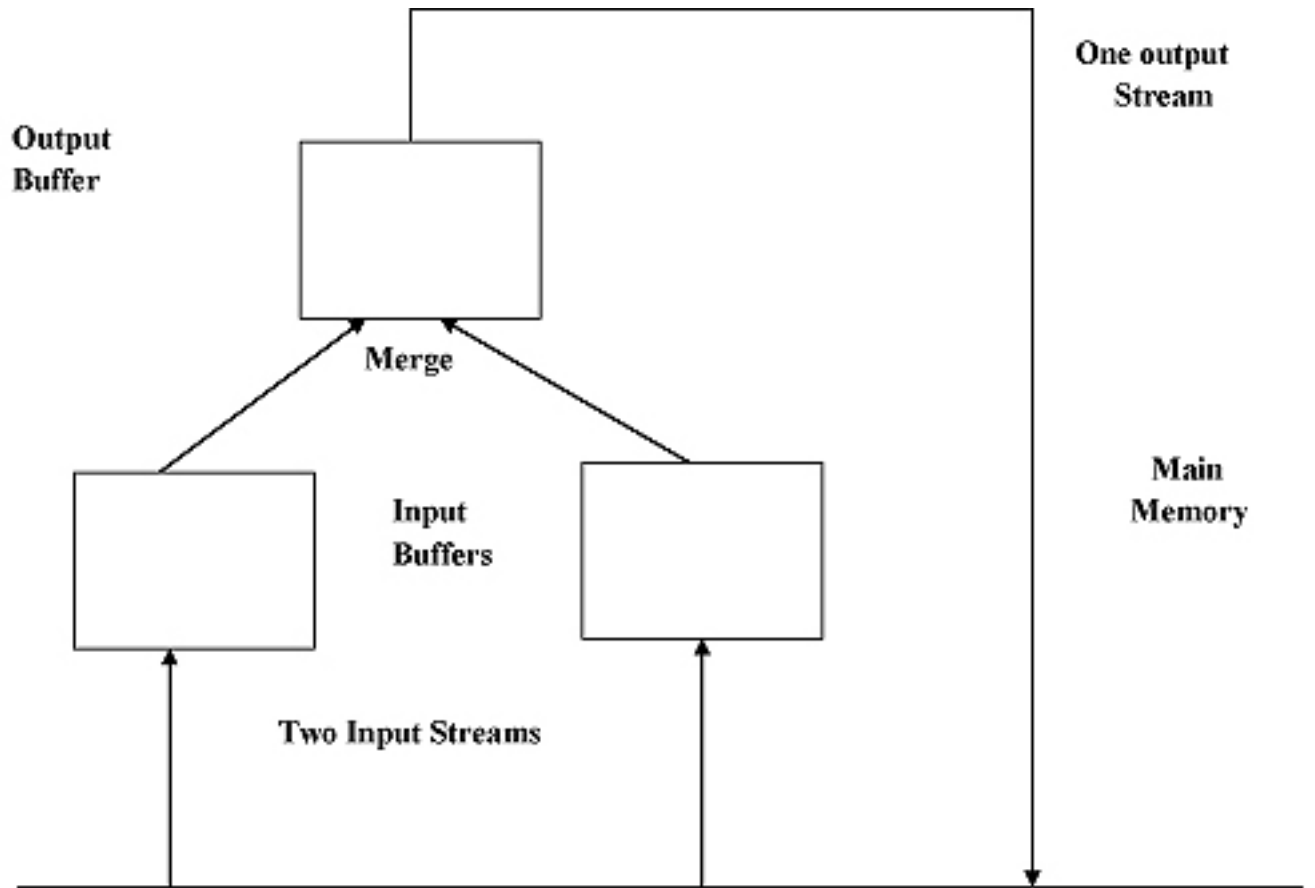 One output
Stream
Output
Buffer
Merge
Input
Buffers
Main
Memory
Two Input Streams